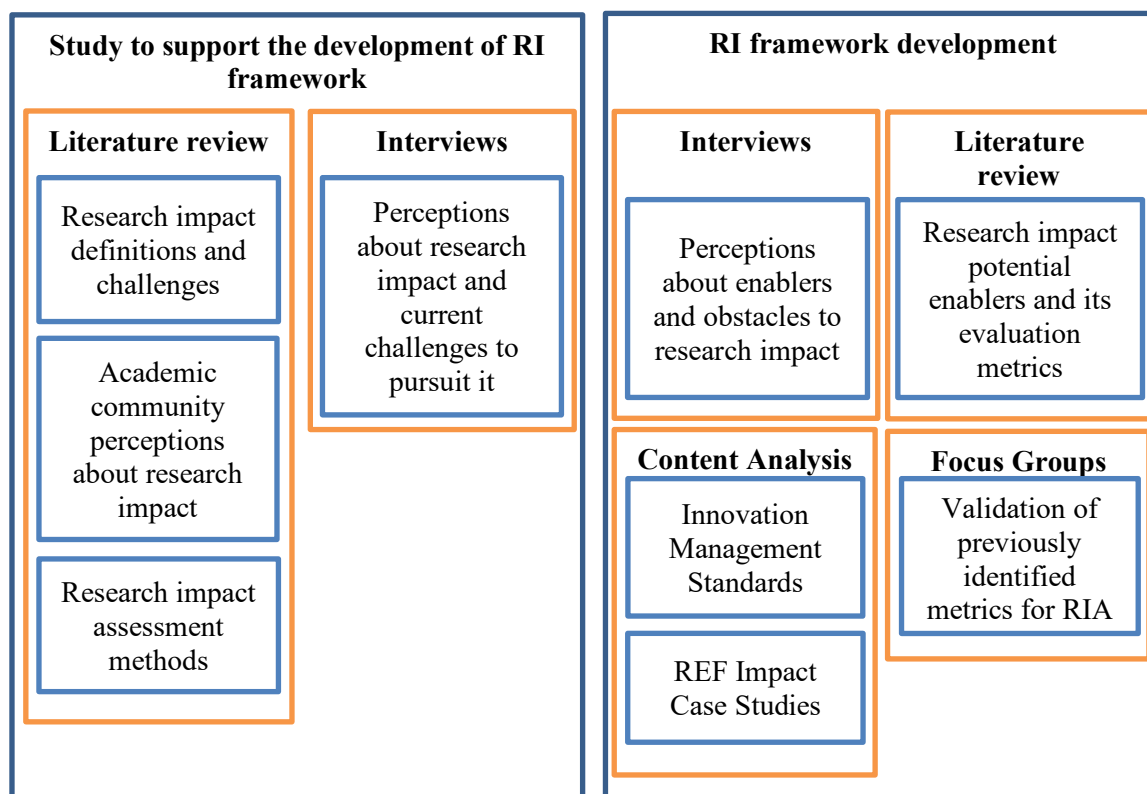 Study to support the development of RI
framework
Literature review
Research impact
definitions and
challenges
Academic
community
perceptions
about research
impact
Research impact
assessment
methods
Interviews
Perceptions
about research
impact and
current
challenges to
pursuit it
RI framework development
Interviews
Perceptions
about enablers
and obstacles to
research impact
Literature
review
Research impact
potential
enablers and its
evaluation
metrics
Content Analysis
Innovation
Management
Standards
REF Impact
Case Studies
Focus Groups
Validation of
previously
identified
metrics for RIA